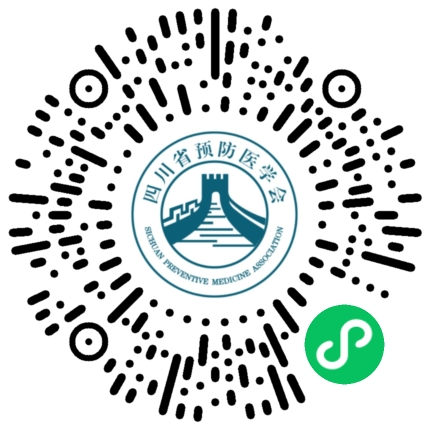 四川省预防医学会
SICHUAN PREVENTIVE MEDICINE ASSOCIATION